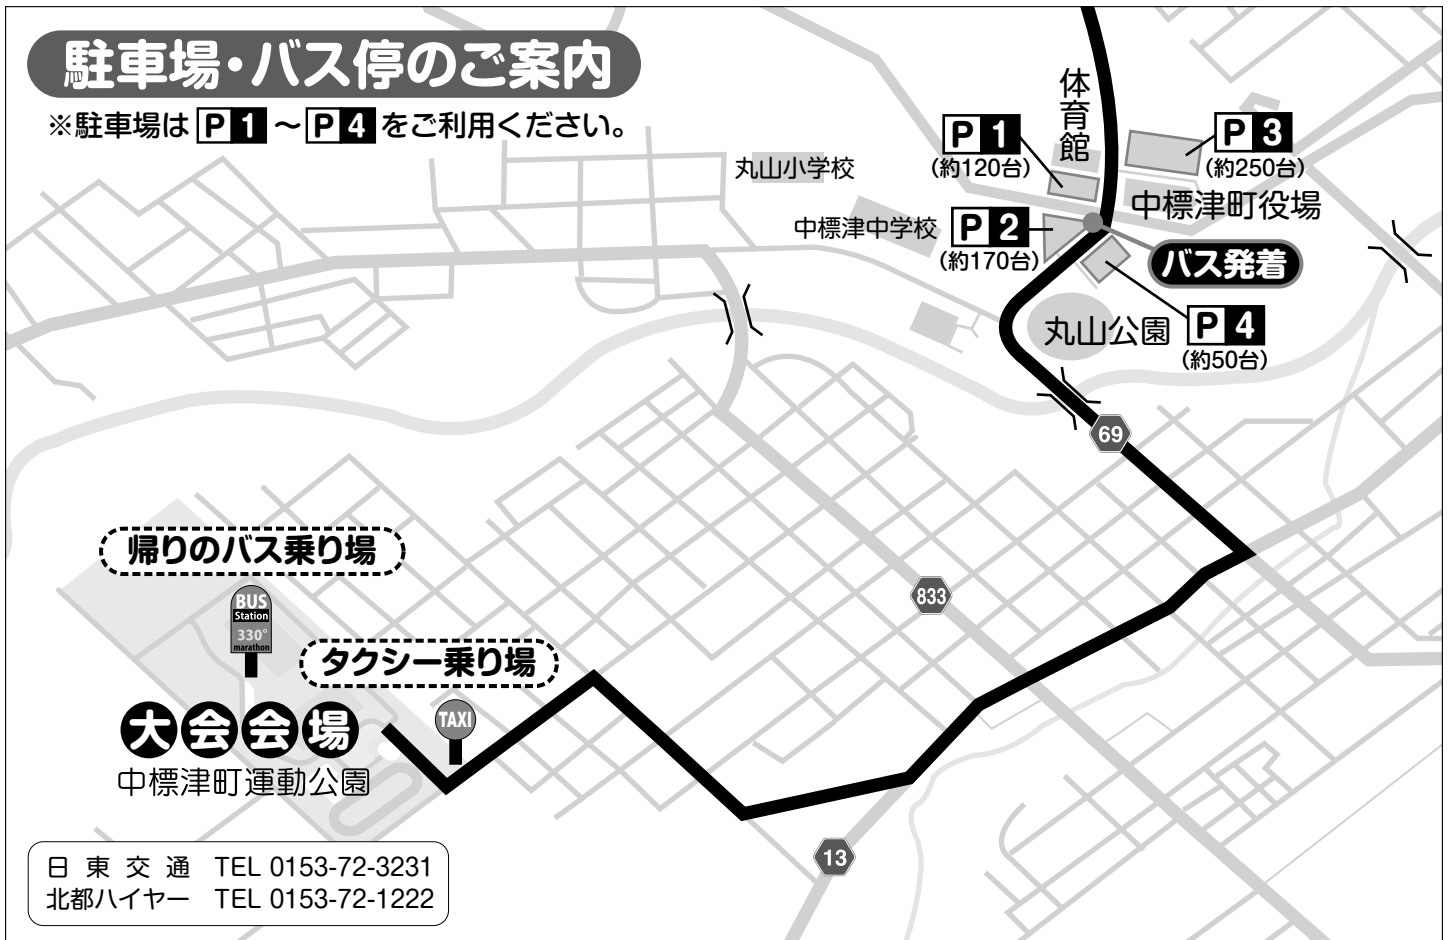 駐車場・バス停のご案内
※駐車場は P 1 ～ P 4 をご利用ください。
体育館
P 1
(約120台)
P 3
(約250台)
丸山小学校
中標津町役場
中標津中学校
P 2
(約170台)
バス発着
丸山公園
P 4
(約50台)
69
帰りのバス乗り場
BUS
Station
330°
marathon
833
タクシー乗り場
TAXI
大会会場
中標津町運動公園
13
日東交通 TEL 0153-72-3231
北都ハイヤー TEL 0153-72-1222